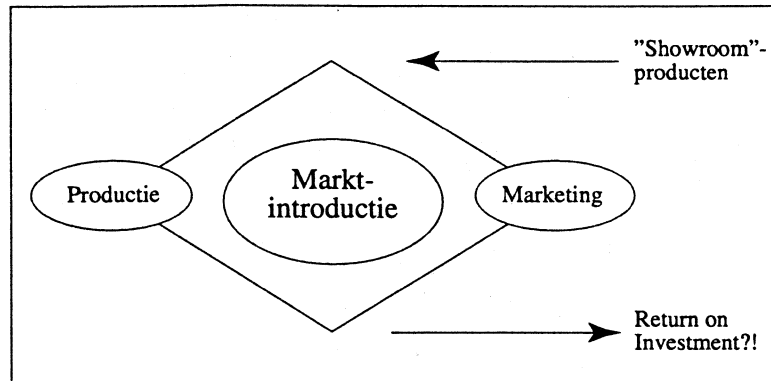 "Showroom"-
producten
Productie
Markt-
introductie
Marketing
Return on
Investment?!